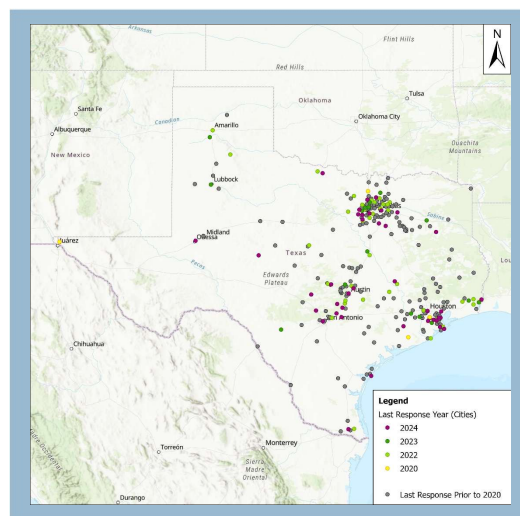 Arkansas
Flint Hills
N
Red Hills
Tulsa
Santa Fe
Oklahoma
Amarillo
Canadian
Oklahoma City
Albuquerque
Ouachita
Mountains
New Mexico
Lubbock
Sabine
Midland
Odessa
Juárez
Texas
Pecos
Edwards
Plateau
Austin
Houston
San Antonio
Chihuahua
Legend
Last Response Year (Cities)
2024
2023
2022
2020
Last Response Prior to 2020
Monterrey
Torreón
Sierra
Madre
Oriental
Durango